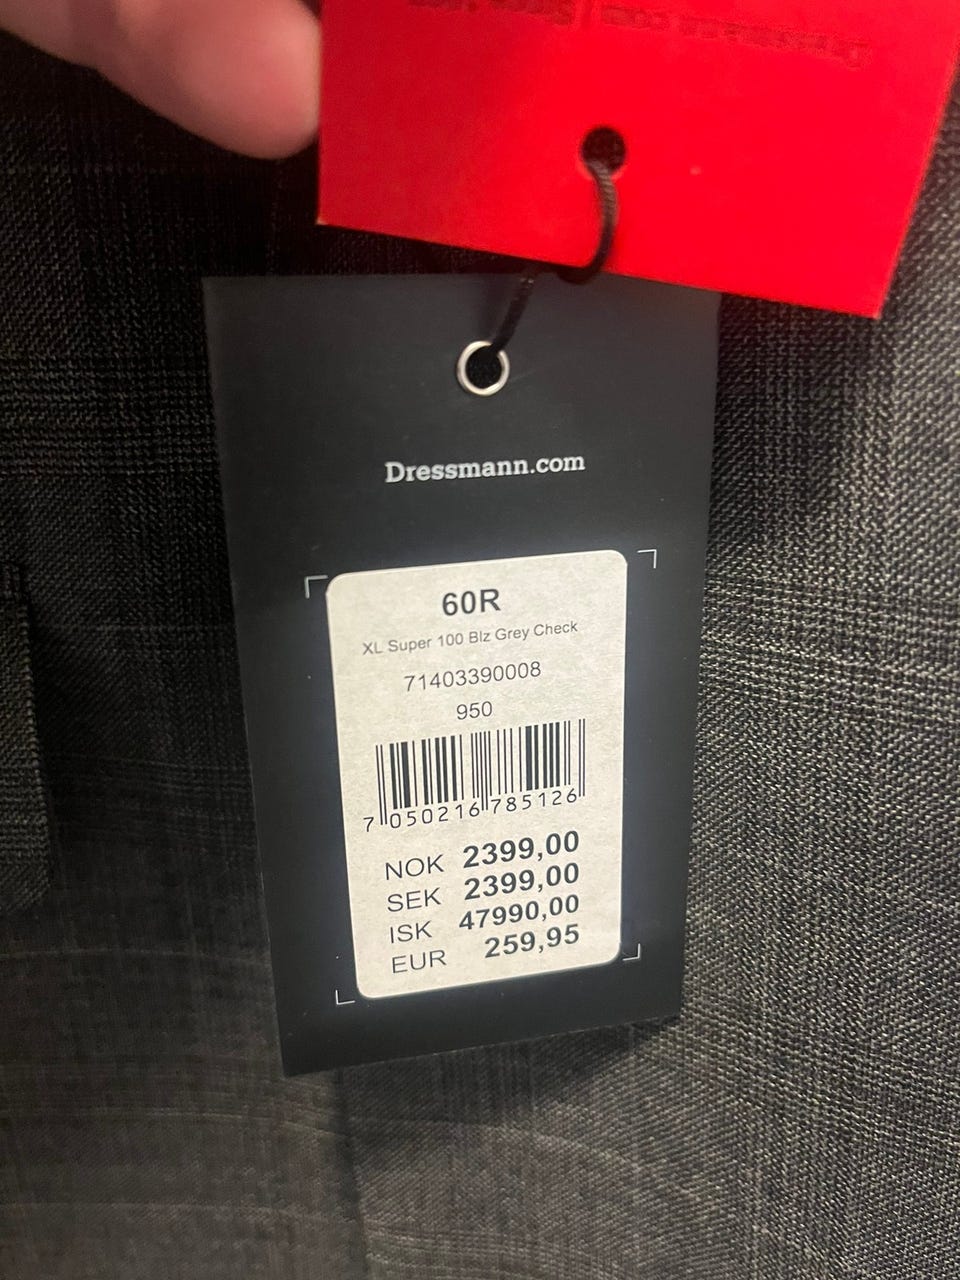 Dressmann.com
60R
XL Super 100 Blz Grey Check
71403390008
950
7 050216 785126
NOK 2399,00
SEK 2399,00
ISK 47990,00
EUR 259,95